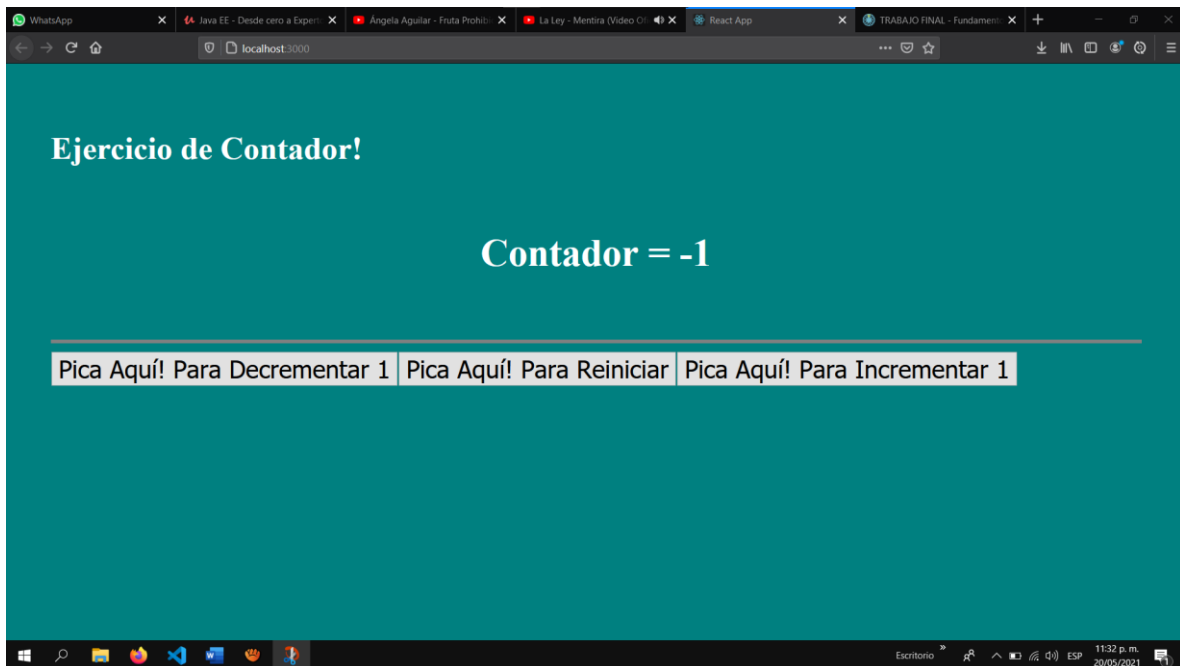 WhatsApp
Java EE - Desde cero a Expert
Ángela Aguilar - Fruta Prohibi
La Ley - Mentira (Video Of
React App
TRABAJO FINAL - Fundament
localhost:3000
Ejercicio de Contador!
Contador = -1
Pica Aquí! Para Decrementar 1 Pica Aquí! Para Reiniciar Pica Aquí! Para Incrementar 1
Escritorio
ESP
11:32 p. m.
20/05/2021